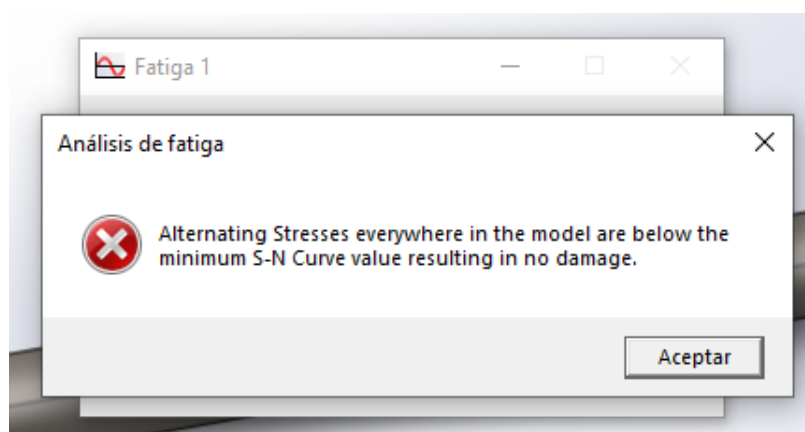 Fatiga 1
Análisis de fatiga
Alternating Stresses everywhere in the model are below the
minimum S-N Curve value resulting in no damage.
Aceptar